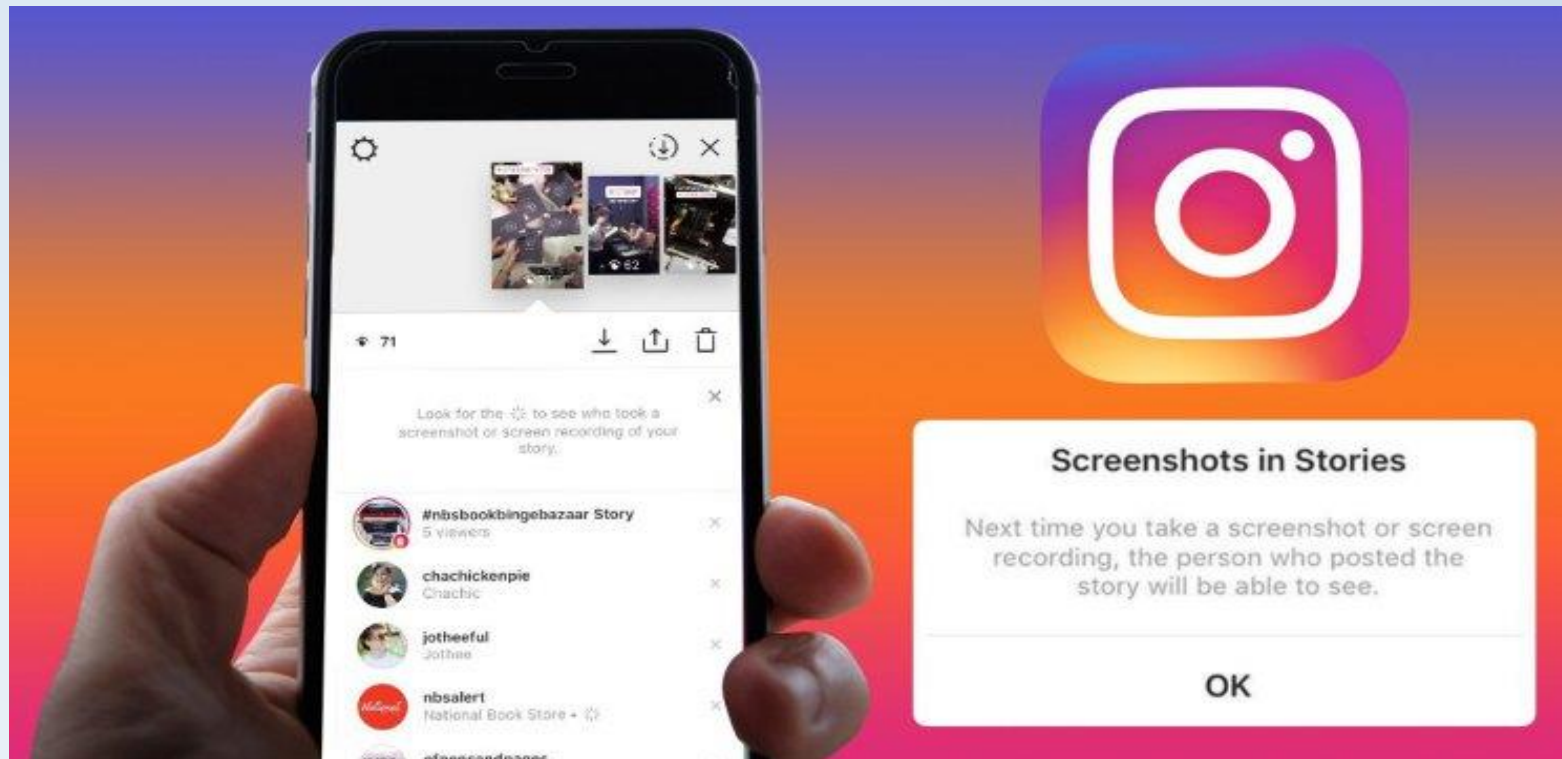 62
71
Look for the to see who took a
screenshot or screen recording of your
story.
#nbsbookbingebazaar Story
5 viewers
chachickenpie
Chachic
jotheeful
Jothee
National
nbsalert
National Book Store •
Screenshots in Stories
Next time you take a screenshot or screen
recording, the person who posted the
story will be able to see.
OK